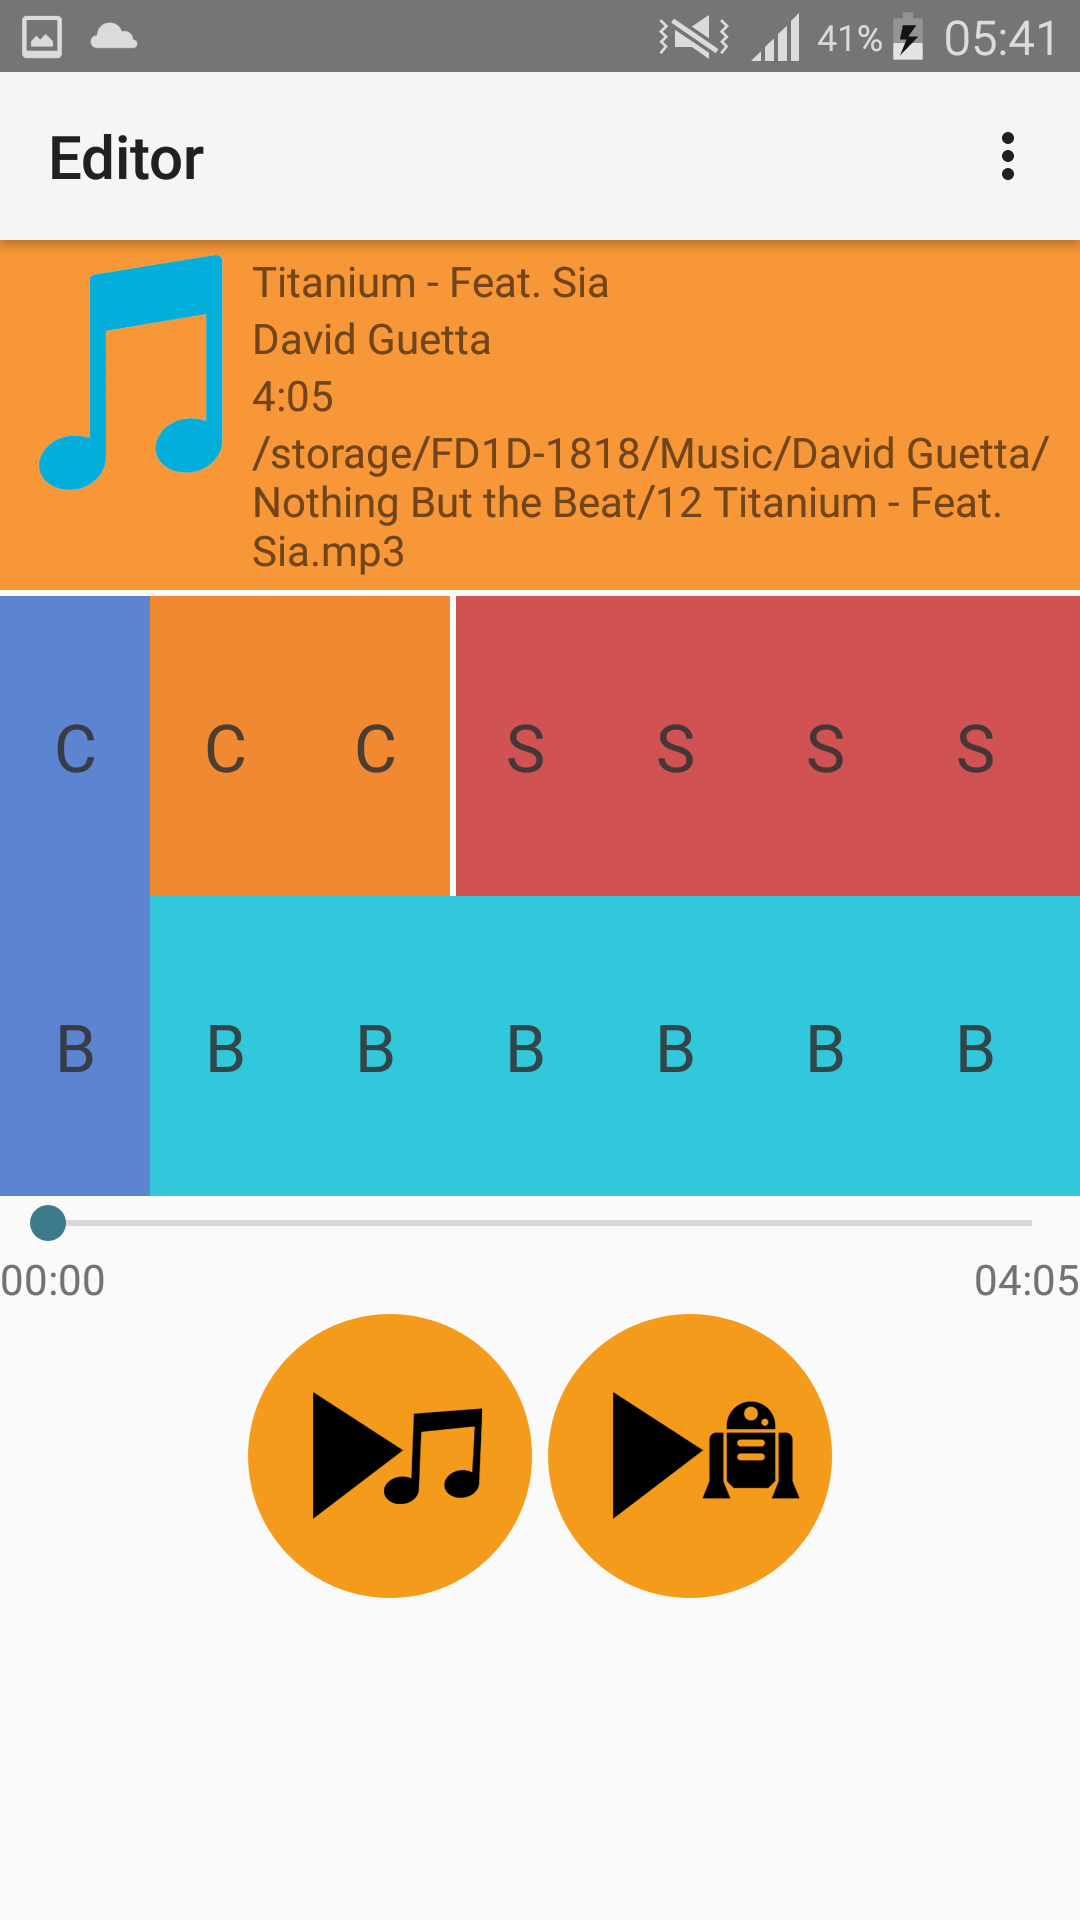 41% 05:41
Editor
Titanium - Feat. Sia
David Guetta
4:05
/storage/FD1D-1818/Music/David Guetta/
Nothing But the Beat/12 Titanium - Feat.
Sia.mp3
C C C S S S S
B B B B B B B
00:00 04:05